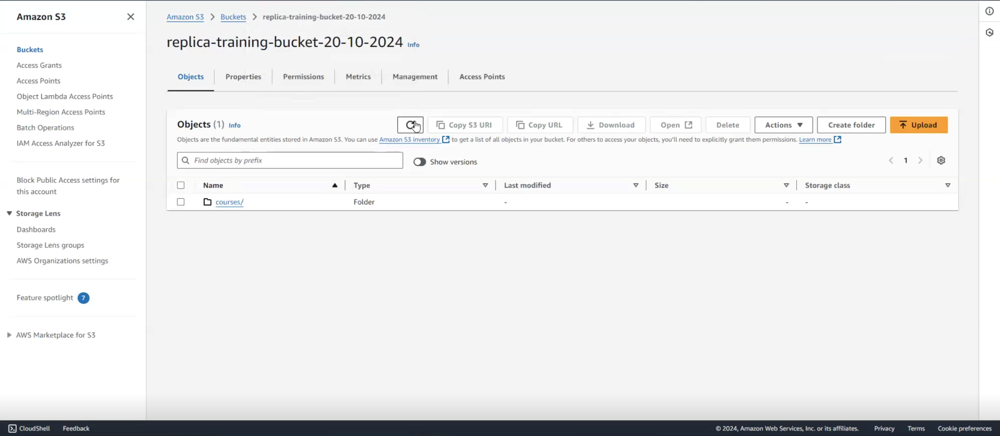 Amazon S3
Amazon S3 > Buckets > replica-training-bucket-20-10-2024
replica-training-bucket-20-10-2024 Info
Buckets
Access Grants
Access Points
Object Lambda Access Points
Multi-Region Access Points
Batch Operations
IAM Access Analyzer for S3
Block Public Access settings for
this account
Storage Lens
Dashboards
Storage Lens groups
AWS Organizations settings
Feature spotlight 7
AWS Marketplace for S3
Objects Properties Permissions Metrics Management Access Points
Objects (1) Info Copy S3 URI Copy URL Download Open Delete Actions Create folder Upload
Objects are the fundamental entities stored in Amazon S3. You can use Amazon S3 inventory to get a list of all objects in your bucket. For others to access your objects, you'll need to explicitly grant them permissions. Learn more
Find objects by prefix Show versions 1
Name Type Last modified Size Storage class
courses/ Folder - - -
CloudShell Feedback © 2024, Amazon Web Services, Inc. or its affiliates. Privacy Terms Cookie preferences